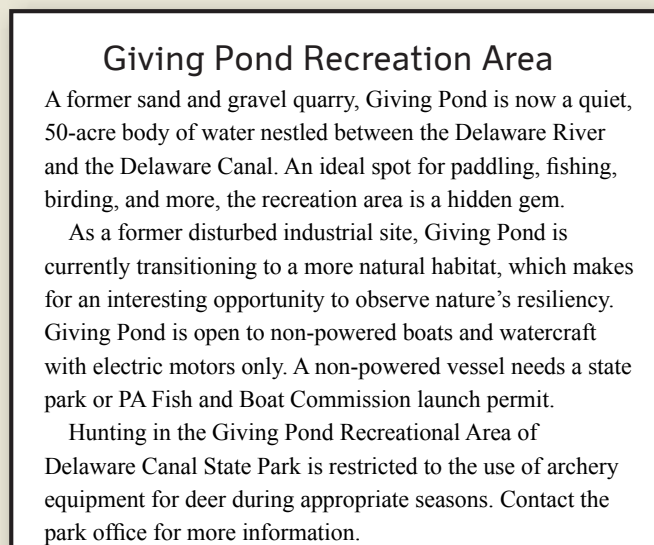 Giving Pond Recreation Area
A former sand and gravel quarry, Giving Pond is now a quiet,
50-acre body of water nestled between the Delaware River
and the Delaware Canal. An ideal spot for paddling, fishing,
birding, and more, the recreation area is a hidden gem.
As a former disturbed industrial site, Giving Pond is
currently transitioning to a more natural habitat, which makes
for an interesting opportunity to observe nature’s resiliency.
Giving Pond is open to non-powered boats and watercraft
with electric motors only. A non-powered vessel needs a state
park or PA Fish and Boat Commission launch permit.
Hunting in the Giving Pond Recreational Area of
Delaware Canal State Park is restricted to the use of archery
equipment for deer during appropriate seasons. Contact the
park office for more information.